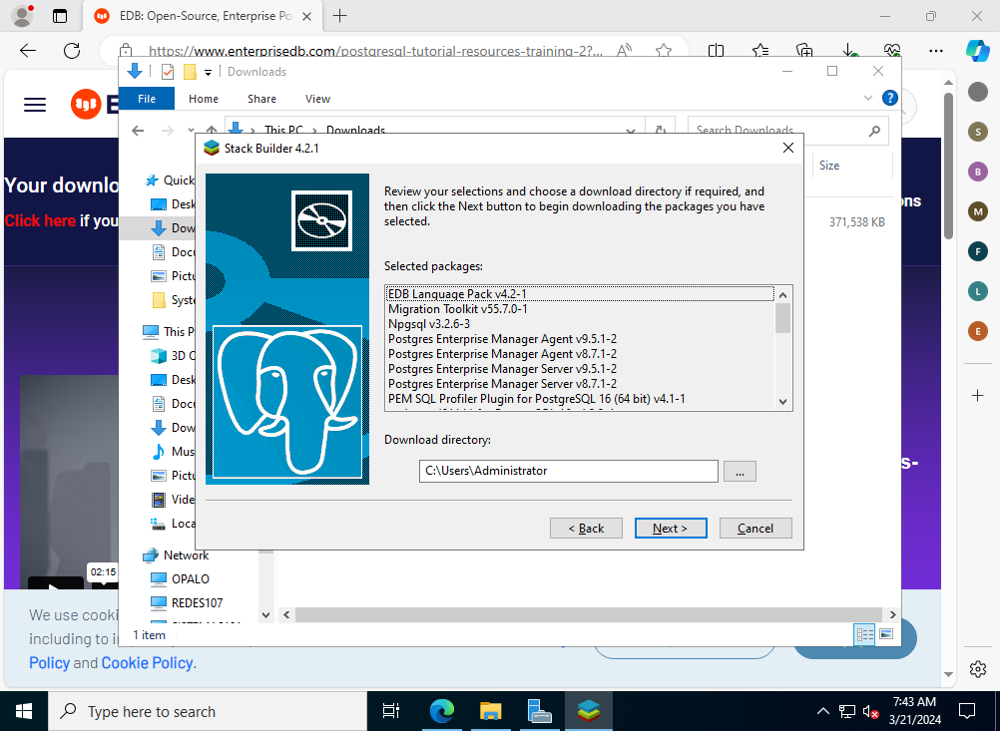 EDB: Open-Source, Enterprise Po
https://www.enterprisedb.com/postgresql-tutorial-resources-training-2?...
Downloads
File
Home
Share
View
This PC
Downloads
Search Downloads
Stack Builder 4.2.1
Size
371,538 KB
Your downlo
Click here if you
ons
s-
Quick
Desk
Dow
Docu
Pictu
Syste
This P
3D O
Desk
Docu
Dow
Mus
Pictu
Vide
Loca
Network
OPALO
REDES107
1 item
Review your selections and choose a download directory if required, and
then click the Next button to begin downloading the packages you have
selected.
Selected packages:
EDB Language Pack v4.2-1
Migration Toolkit v55.7.0-1
Npgsql v3.2.6-3
Postgres Enterprise Manager Agent v9.5.1-2
Postgres Enterprise Manager Agent v8.7.1-2
Postgres Enterprise Manager Server v9.5.1-2
Postgres Enterprise Manager Server v8.7.1-2
PEM SQL Profiler Plugin for PostgreSQL 16 (64 bit) v4.1-1
Download directory:
C:\Users\Administrator
...
< Back
Next >
Cancel
02:15
We use cooki
including to i
Policy and Cookie Policy.
S
B
M
F
L
E
Type here to search
7:43 AM
3/21/2024